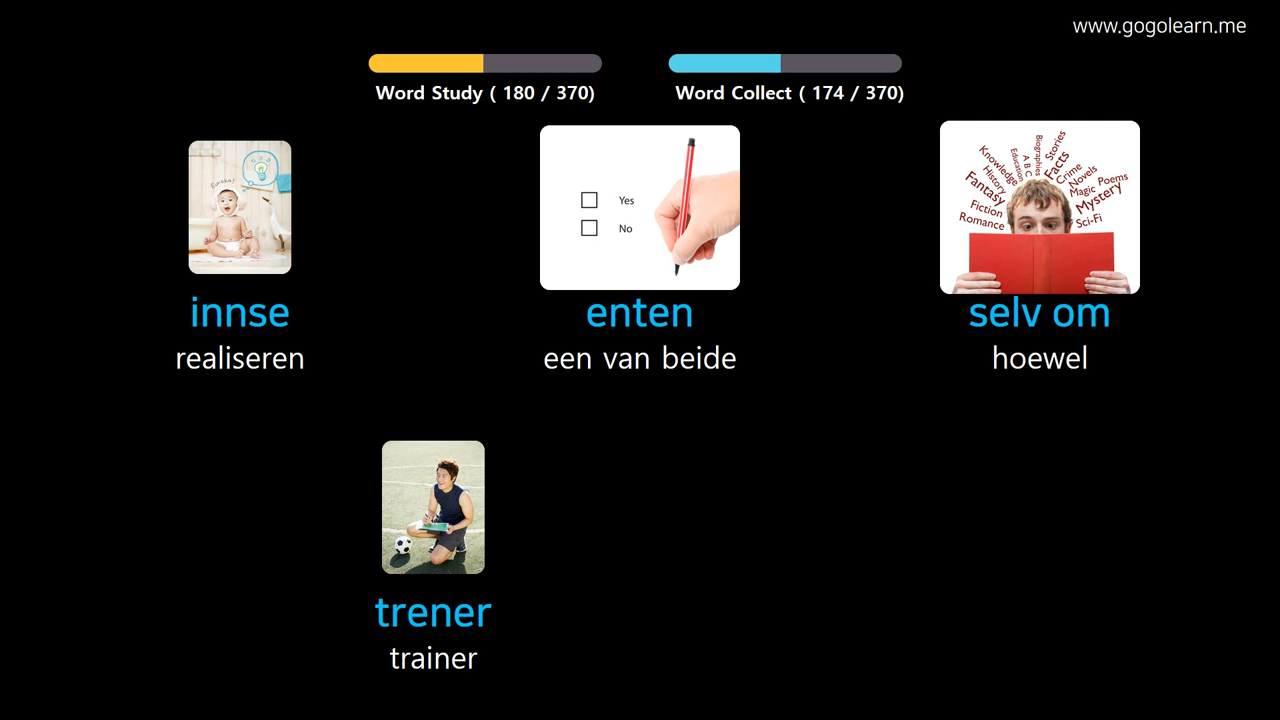 www.gogolearn.me
Word Study ( 180 / 370)
Word Collect ( 174 / 370)
Eureka!
Yes
No
Knowledge
History
Fantasy
Fiction
Romance
Education
A B C
Biographies
Stories
Facts
Crime
Novels
Magic
Poems
Mystery
Sci-Fi
innse
enten
selv om
realiseren
een van beide
hoewel
trener
trainer